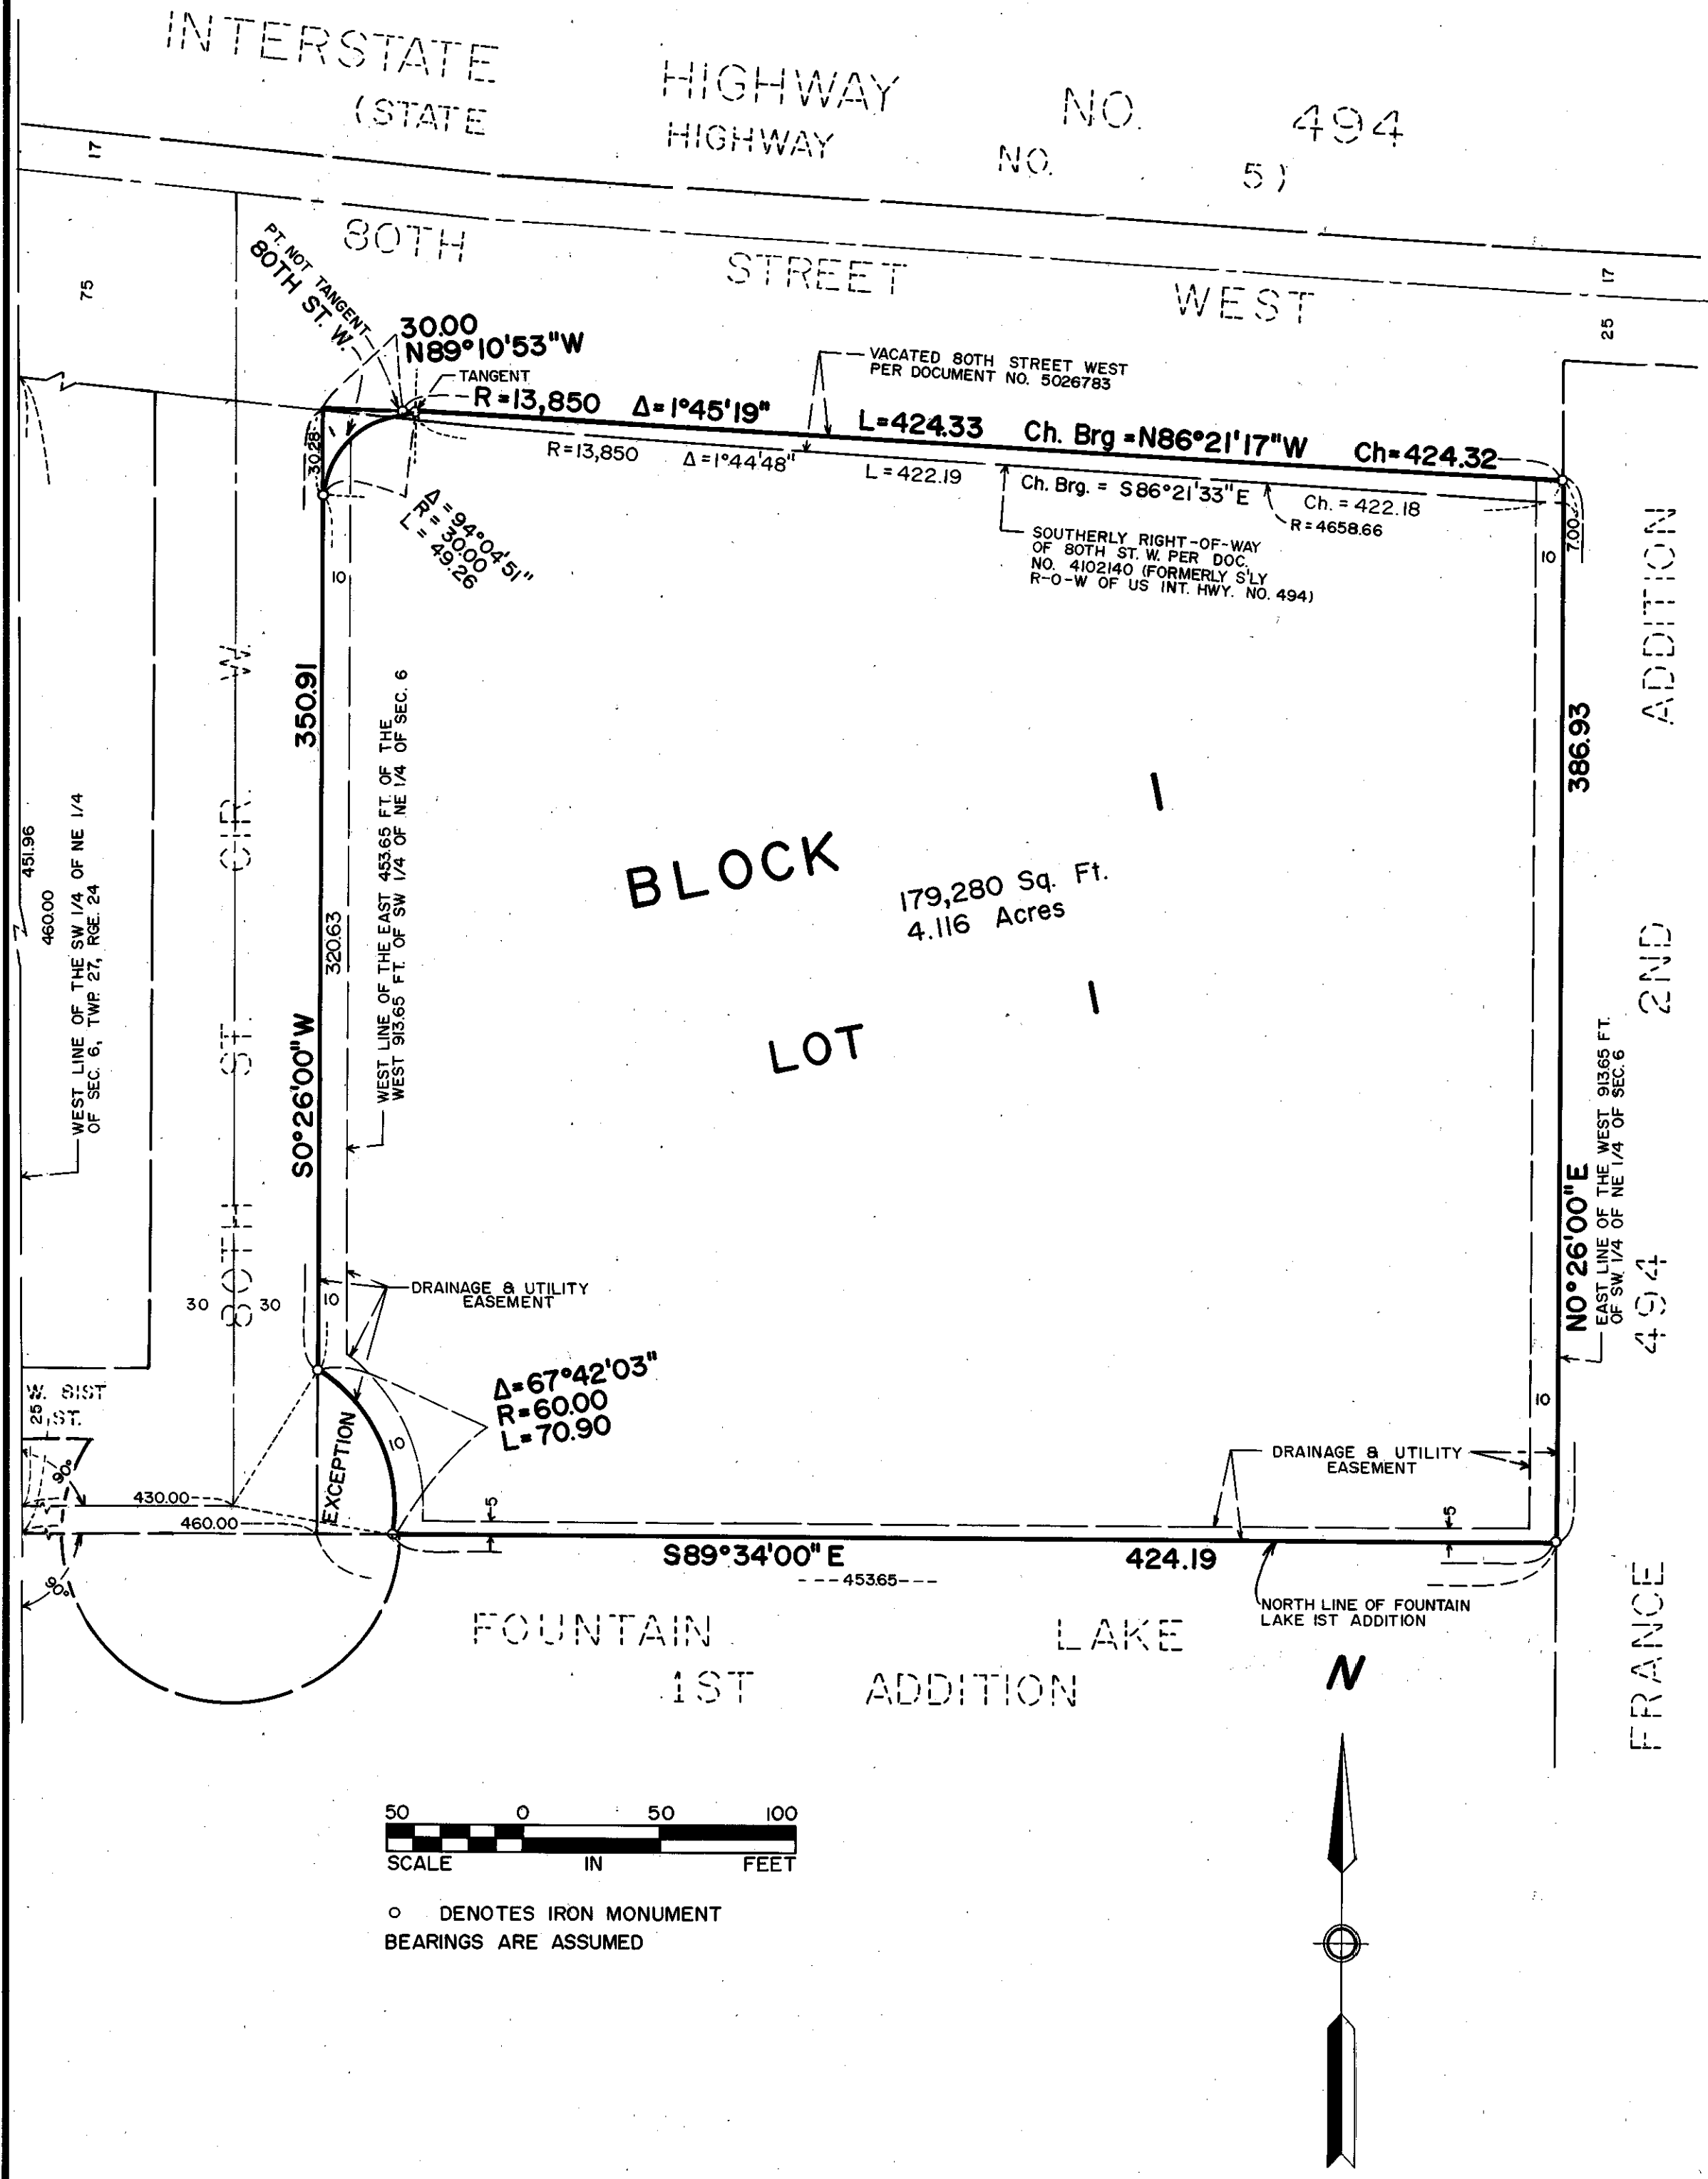 INTERSTATE HIGHWAY NO. 494
(STATE HIGHWAY NO. 5)
17
75
80TH STREET WEST
17
25
PT. NOT TANGENT
80TH ST. W.
30.00
N89°10'53"W
TANGENT
R=13,850 Δ=1°45'19" L=424.33 Ch. Brg =N86°21'17"W Ch=424.32
VACATED 80TH STREET WEST
PER DOCUMENT NO. 5026783
R=13,850 Δ=1°44'48" L=422.19 Ch. Brg. = S86°21'33"E Ch. = 422.18
R=4658.66
SOUTHERLY RIGHT-OF-WAY
OF 80TH ST. W. PER DOC.
NO. 4102140 (FORMERLY S'LY
R-O-W OF US INT. HWY. NO. 494)
30.28
Δ=94°04'51"
R=30.00
L=49.26
7.00
10
10
350.91
320.63
S0°26'00"W
WEST LINE OF THE EAST 453.65 FT. OF THE
WEST 913.65 FT. OF SW 1/4 OF NE 1/4 OF SEC. 6
451.96
460.00
WEST LINE OF THE SW 1/4 OF NE 1/4
OF SEC. 6, TWP. 27, RGE. 24
80TH ST. CIR. W.
30
30
10
BLOCK 1
179,280 Sq. Ft.
4.116 Acres
LOT 1
386.93
N0°26'00"E
EAST LINE OF THE WEST 913.65 FT.
OF SW 1/4 OF NE 1/4 OF SEC. 6
FRANCE 494 2ND ADDITION
DRAINAGE & UTILITY
EASEMENT
Δ=67°42'03"
R=60.00
L=70.90
10
EXCEPTION
W. 81ST
ST.
25
90°
430.00
460.00
90°
5
DRAINAGE & UTILITY
EASEMENT
10
5
S89°34'00"E 424.19
---453.65---
NORTH LINE OF FOUNTAIN
LAKE 1ST ADDITION
FOUNTAIN LAKE
1ST ADDITION
N
50 0 50 100
SCALE IN FEET
○ DENOTES IRON MONUMENT
BEARINGS ARE ASSUMED